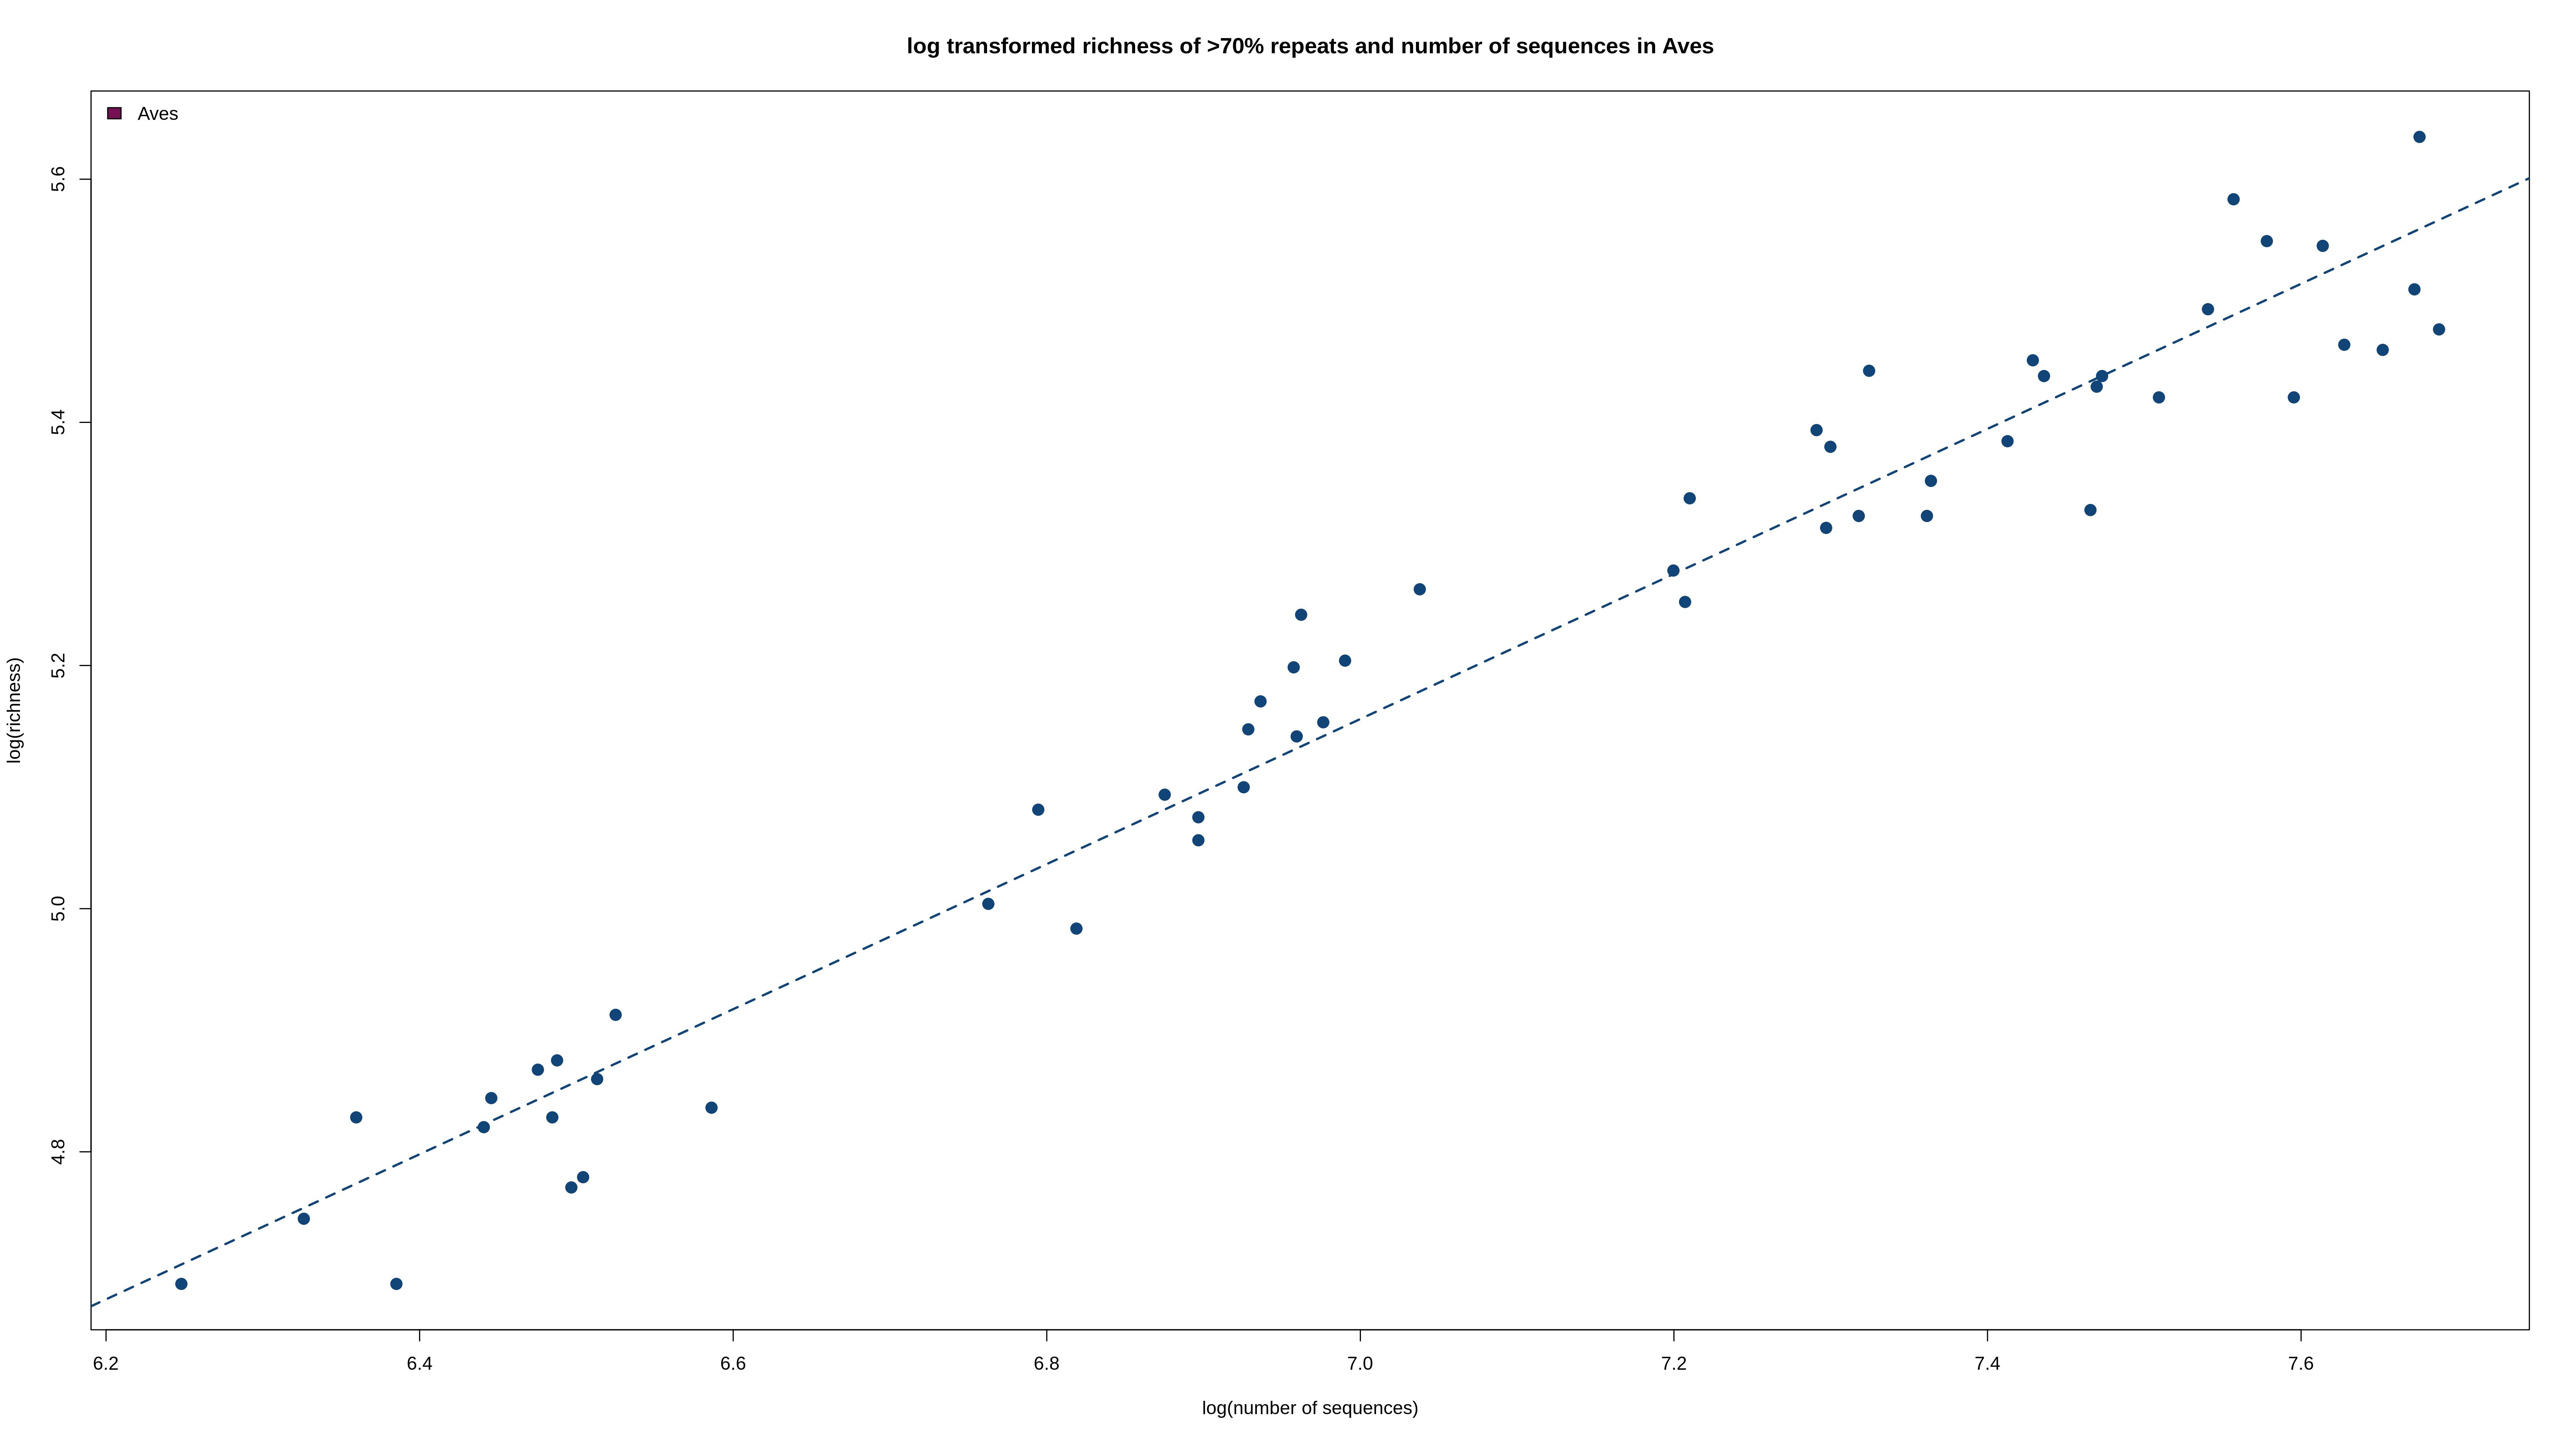 log transformed richness of >70% repeats and number of sequences in Aves
Aves
5.6
5.4
5.2
5.0
4.8
log(richness)
6.2 6.4 6.6 6.8 7.0 7.2 7.4 7.6
log(number of sequences)